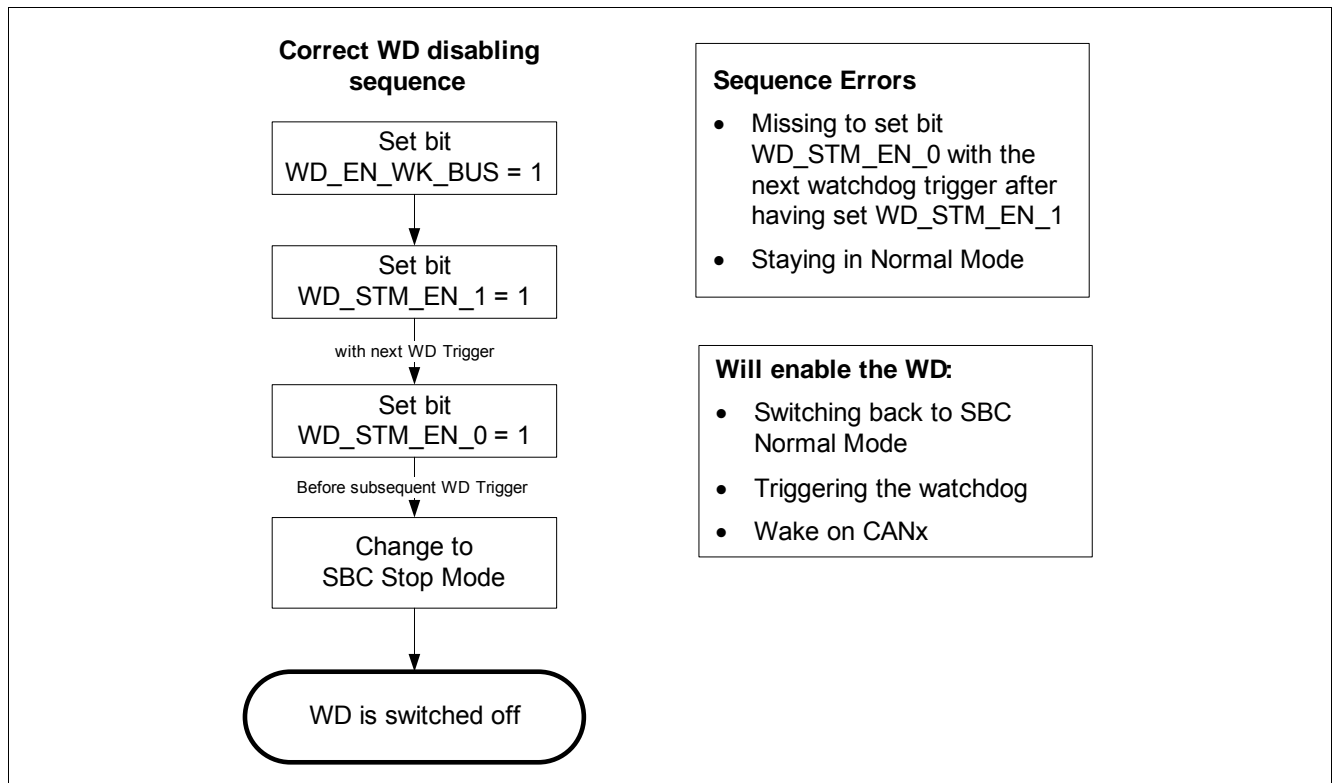 Correct WD disabling
sequence
Set bit
WD_EN_WK_BUS = 1
Set bit
WD_STM_EN_1 = 1
with next WD Trigger
Set bit
WD_STM_EN_0 = 1
Before subsequent WD Trigger
Change to
SBC Stop Mode
WD is switched off
Sequence Errors
• Missing to set bit
WD_STM_EN_0 with the
next watchdog trigger after
having set WD_STM_EN_1
• Staying in Normal Mode
Will enable the WD:
• Switching back to SBC
Normal Mode
• Triggering the watchdog
• Wake on CANx